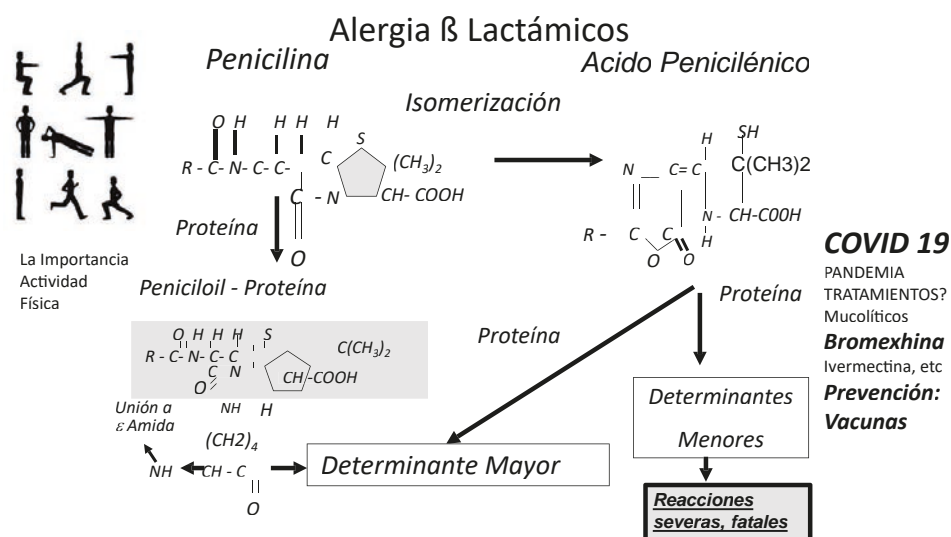 Alergia ß Lactámicos
Penicilina
Acido Penicilénico
Isomerización
O H H H H
S
C
(CH3)2
R - C- N- C- C-
CH- COOH
C - N
O
H
SH
N C= C
C(CH3)2
N - CH-C00H
R - C C
H
O O
Proteína
La Importancia
Actividad
Física
Peniciloil - Proteína
O H H H S
C(CH3)2
R - C- N- C- C
C N
CH-COOH
O
NH H
Unión a
ε Amida
(CH2)4
NH CH - C
O
Proteína
Determinante Mayor
Proteína
Determinantes
Menores
Reacciones
severas, fatales
COVID 19
PANDEMIA
TRATAMIENTOS?
Mucolíticos
Bromexhina
Ivermectina, etc
Prevención:
Vacunas